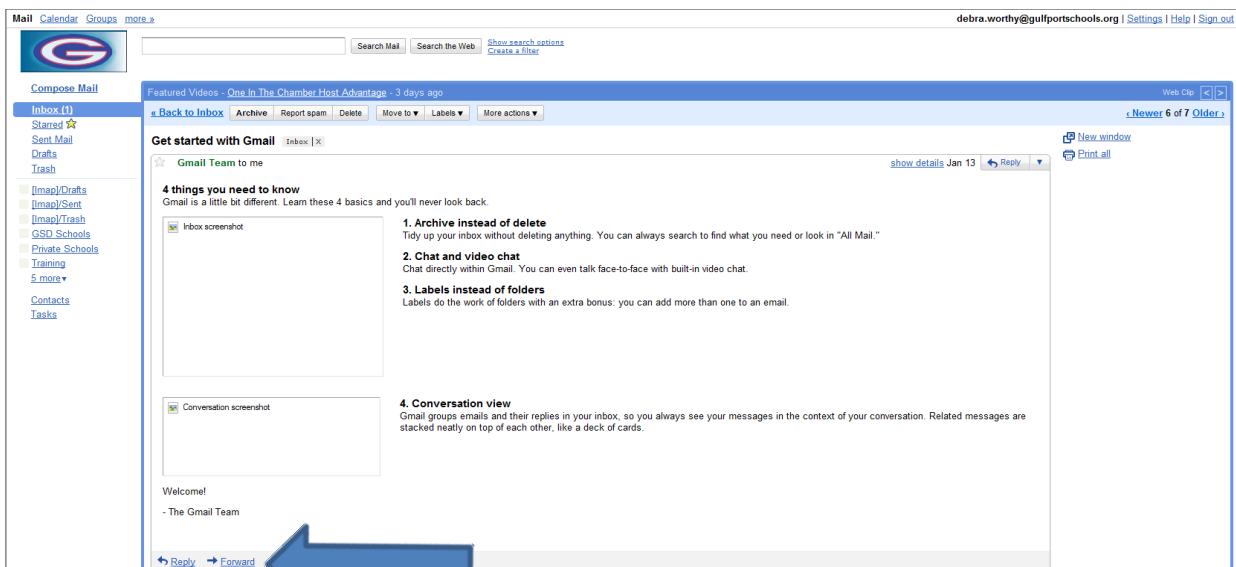 Mail Calendar Groups more »
debra.worthy@gulfportschools.org | Settings | Help | Sign out
G
Search Mail Search the Web Show search options
Create a filter
Compose Mail
Inbox (1)
Starred
Sent Mail
Drafts
Trash
[Imap]/Drafts
[Imap]/Sent
[Imap]/Trash
GSD Schools
Private Schools
Training
5 more▼
Contacts
Tasks
Featured Videos - One In The Chamber Host Advantage - 3 days ago
Web Clip < >
« Back to Inbox Archive Report spam Delete Move to ▼ Labels ▼ More actions ▼
‹ Newer 6 of 7 Older ›
Get started with Gmail Inbox | X
New window
Print all
Gmail Team to me
show details Jan 13 Reply ▼
4 things you need to know
Gmail is a little bit different. Learn these 4 basics and you'll never look back.
Inbox screenshot
1. Archive instead of delete
Tidy up your inbox without deleting anything. You can always search to find what you need or look in "All Mail."
2. Chat and video chat
Chat directly within Gmail. You can even talk face-to-face with built-in video chat.
3. Labels instead of folders
Labels do the work of folders with an extra bonus: you can add more than one to an email.
Conversation screenshot
4. Conversation view
Gmail groups emails and their replies in your inbox, so you always see your messages in the context of your conversation. Related messages are
stacked neatly on top of each other, like a deck of cards.
Welcome!
- The Gmail Team
Reply Forward